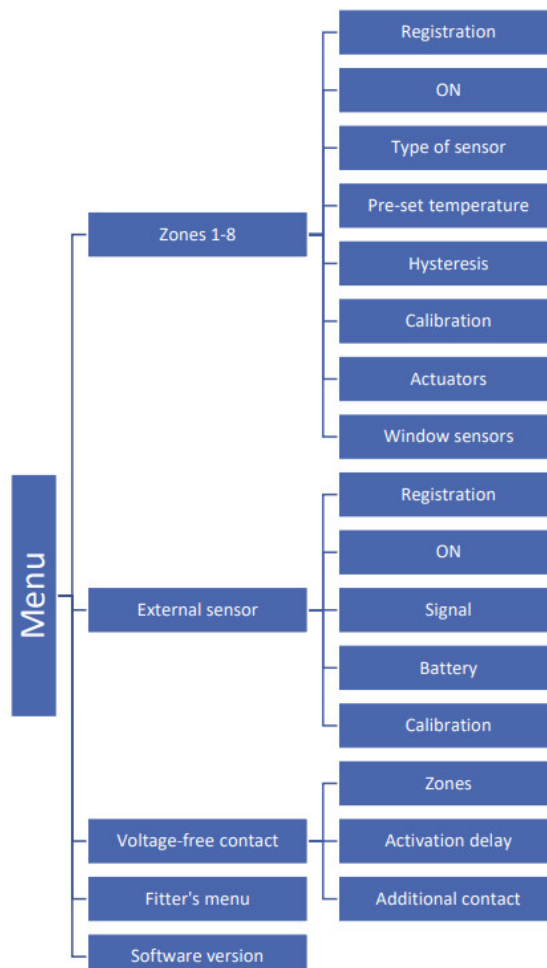 Menu
Zones 1-8
Registration
ON
Type of sensor
Pre-set temperature
Hysteresis
Calibration
Actuators
Window sensors
External sensor
Registration
ON
Signal
Battery
Calibration
Voltage-free contact
Zones
Activation delay
Additional contact
Fitter's menu
Software version